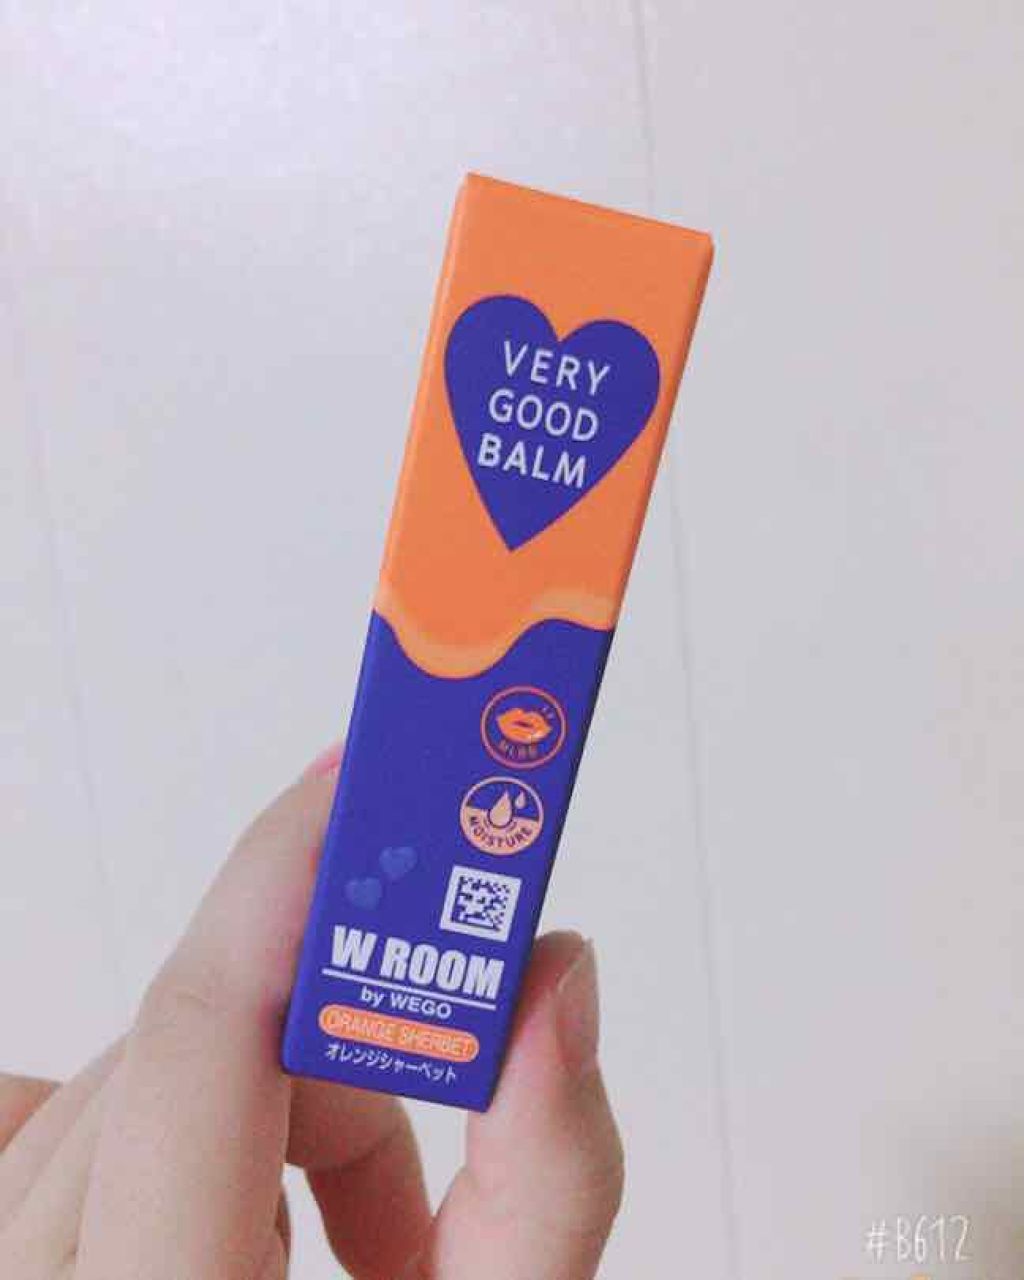 VERY
GOOD
BALM
MLBB
MOISTURE
W ROOM
by WEGO
ORANGE SHERBET
オレンジシャーベット
#B612